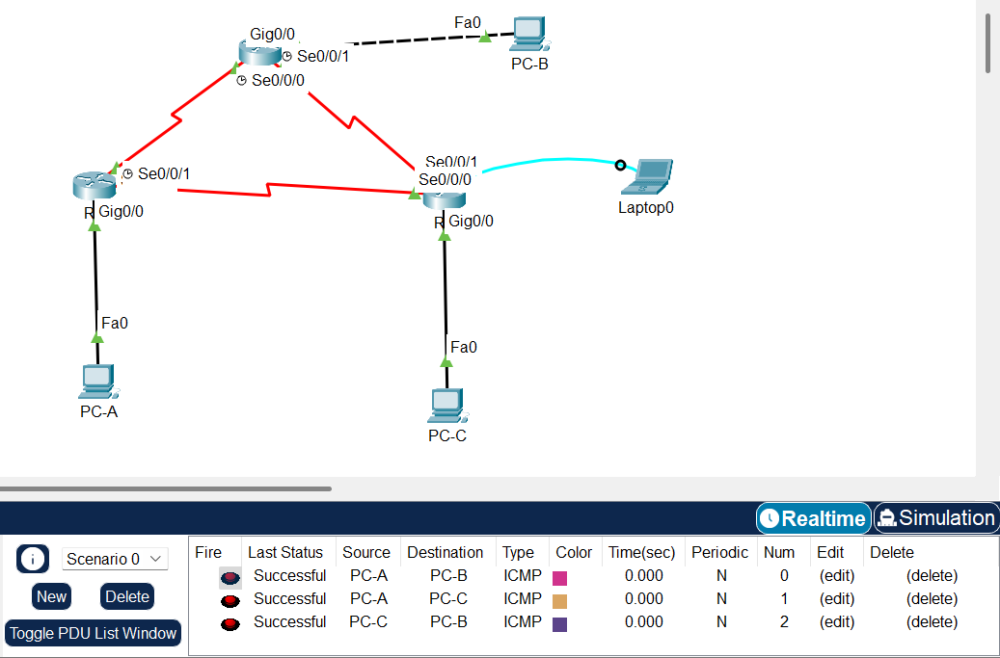 Fa0
Gig0/0
Se0/0/1
PC-B
Se0/0/0
Se0/0/1
Se0/0/1
Se0/0/0
Laptop0
R Gig0/0
R Gig0/0
Fa0
Fa0
PC-A
PC-C
Realtime Simulation
Scenario 0
New Delete
Toggle PDU List Window
Fire Last Status Source Destination Type Color Time(sec) Periodic Num Edit Delete
Successful PC-A PC-B ICMP 0.000 N 0 (edit) (delete)
Successful PC-A PC-C ICMP 0.000 N 1 (edit) (delete)
Successful PC-C PC-B ICMP 0.000 N 2 (edit) (delete)